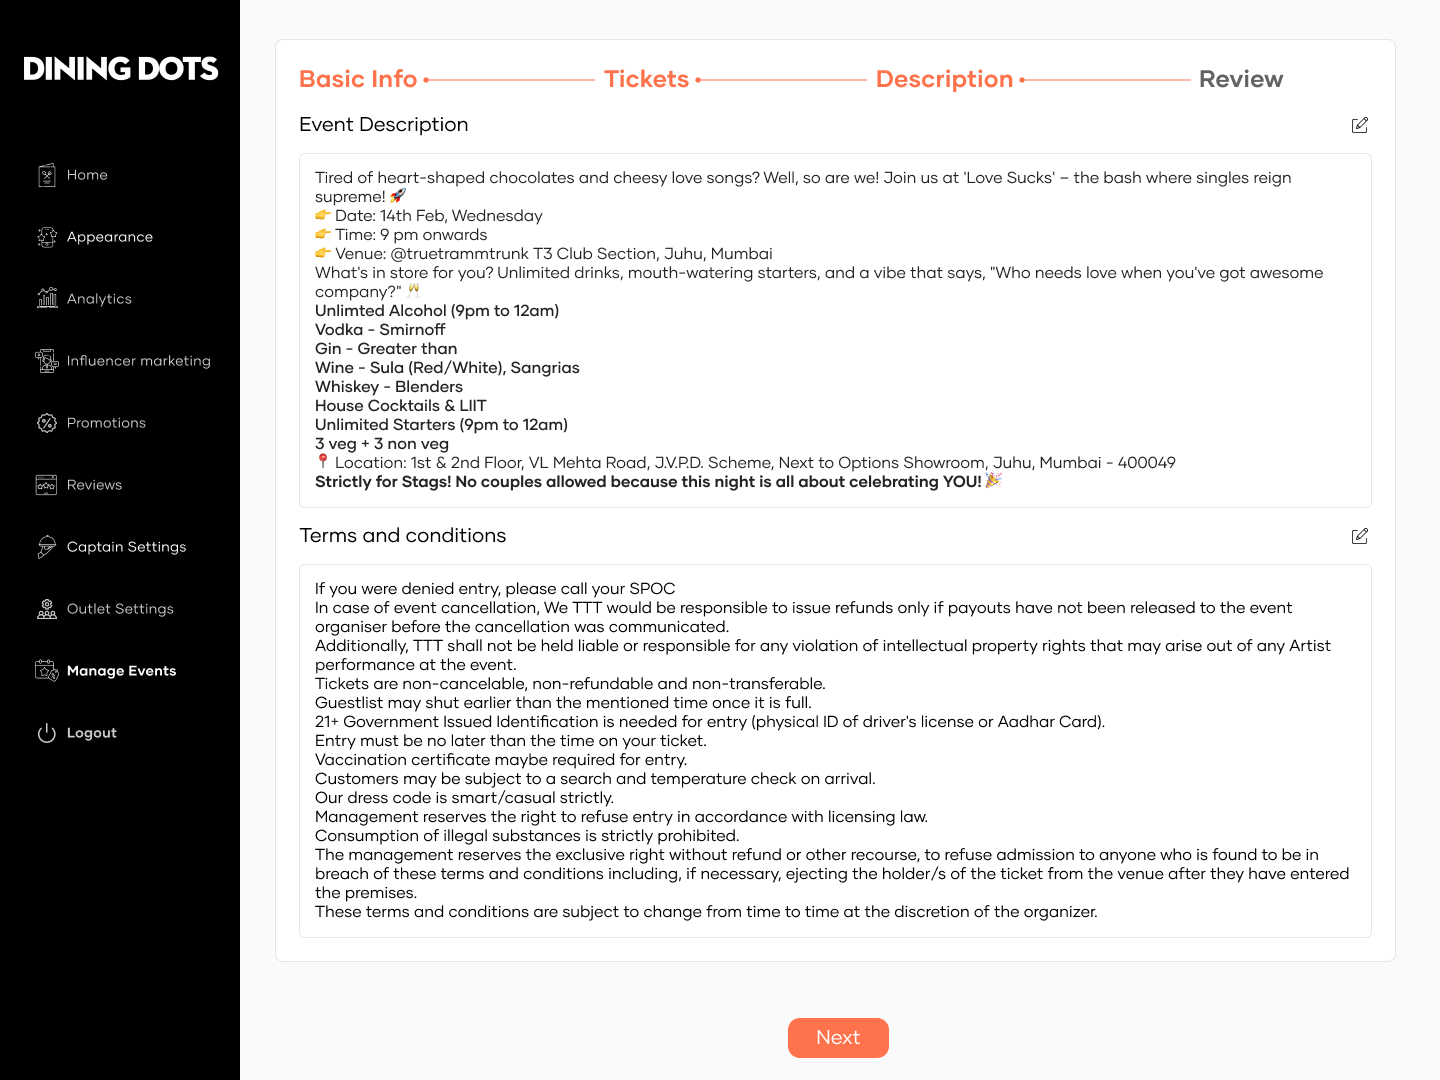 DINING DOTS
Home
Appearance
Analytics
Influencer marketing
Promotions
Reviews
Captain Settings
Outlet Settings
Manage Events
Logout
Basic Info
Tickets
Description
Review
Event Description
Tired of heart-shaped chocolates and cheesy love songs? Well, so are we! Join us at 'Love Sucks' – the bash where singles reign
supreme! 🚀
👉 Date: 14th Feb, Wednesday
👉 Time: 9 pm onwards
👉 Venue: @truetrammtrunk T3 Club Section, Juhu, Mumbai
What's in store for you? Unlimited drinks, mouth-watering starters, and a vibe that says, "Who needs love when you've got awesome
company?" 🥂
Unlimted Alcohol (9pm to 12am)
Vodka - Smirnoff
Gin - Greater than
Wine - Sula (Red/White), Sangrias
Whiskey - Blenders
House Cocktails & LIIT
Unlimited Starters (9pm to 12am)
3 veg + 3 non veg
📍 Location: 1st & 2nd Floor, VL Mehta Road, J.V.P.D. Scheme, Next to Options Showroom, Juhu, Mumbai - 400049
Strictly for Stags! No couples allowed because this night is all about celebrating YOU! 🎉
Terms and conditions
If you were denied entry, please call your SPOC
In case of event cancellation, We TTT would be responsible to issue refunds only if payouts have not been released to the event
organiser before the cancellation was communicated.
Additionally, TTT shall not be held liable or responsible for any violation of intellectual property rights that may arise out of any Artist
performance at the event.
Tickets are non-cancelable, non-refundable and non-transferable.
Guestlist may shut earlier than the mentioned time once it is full.
21+ Government Issued Identification is needed for entry (physical ID of driver's license or Aadhar Card).
Entry must be no later than the time on your ticket.
Vaccination certificate maybe required for entry.
Customers may be subject to a search and temperature check on arrival.
Our dress code is smart/casual strictly.
Management reserves the right to refuse entry in accordance with licensing law.
Consumption of illegal substances is strictly prohibited.
The management reserves the exclusive right without refund or other recourse, to refuse admission to anyone who is found to be in
breach of these terms and conditions including, if necessary, ejecting the holder/s of the ticket from the venue after they have entered
the premises.
These terms and conditions are subject to change from time to time at the discretion of the organizer.
Next